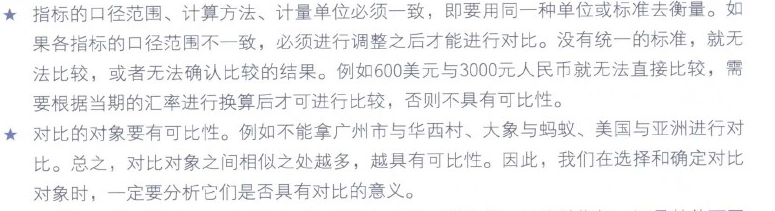 ★ 指标的口径范围、计算方法、计量单位必须一致，即要用同一种单位或标准去衡量。如
果各指标的口径范围不一致，必须进行调整之后才能进行对比。没有统一的标准，就无
法比较，或者无法确认比较的结果。例如600美元与3000元人民币就无法直接比较，需
要根据当期的汇率进行换算后才可进行比较，否则不具有可比性。
★ 对比的对象要有可比性。例如不能拿广州市与华西村、大象与蚂蚁、美国与亚洲进行对
比。总之，对比对象之间相似之处越多，越具有可比性。因此，我们在选择和确定对比
对象时，一定要分析它们是否具有对比的意义。